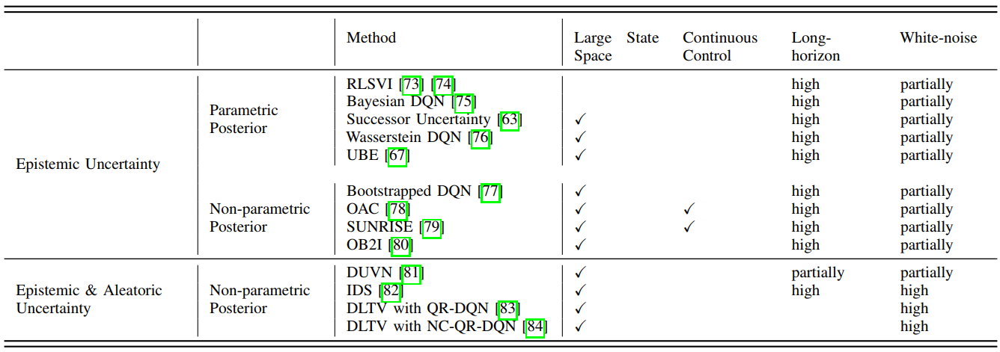 Method Large State Space Continuous Control Long-horizon White-noise
Epistemic Uncertainty
Parametric Posterior
RLSVI [73] [74] high partially
Bayesian DQN [75] high partially
Successor Uncertainty [63] ✓ high partially
Wasserstein DQN [76] ✓ high partially
UBE [67] ✓ high partially
Non-parametric Posterior
Bootstrapped DQN [77] ✓ high partially
OAC [78] ✓ ✓ high partially
SUNRISE [79] ✓ ✓ high partially
OB2I [80] ✓ high partially
Epistemic & Aleatoric
Uncertainty
Non-parametric
Posterior
DUVN [81] ✓ partially partially
IDS [82] ✓ high high
DLTV with QR-DQN [83] ✓ high
DLTV with NC-QR-DQN [84] ✓ high